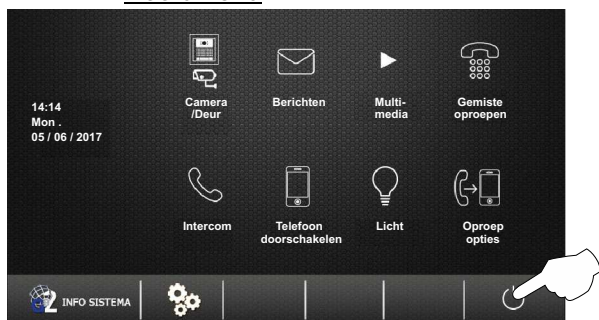 14:14
Mon .
05 / 06 / 2017
Camera
/Deur
Berichten
Multi-
media
Gemiste
oproepen
Intercom
Telefoon
doorschakelen
Licht
Oproep
opties
2 INFO SISTEMA